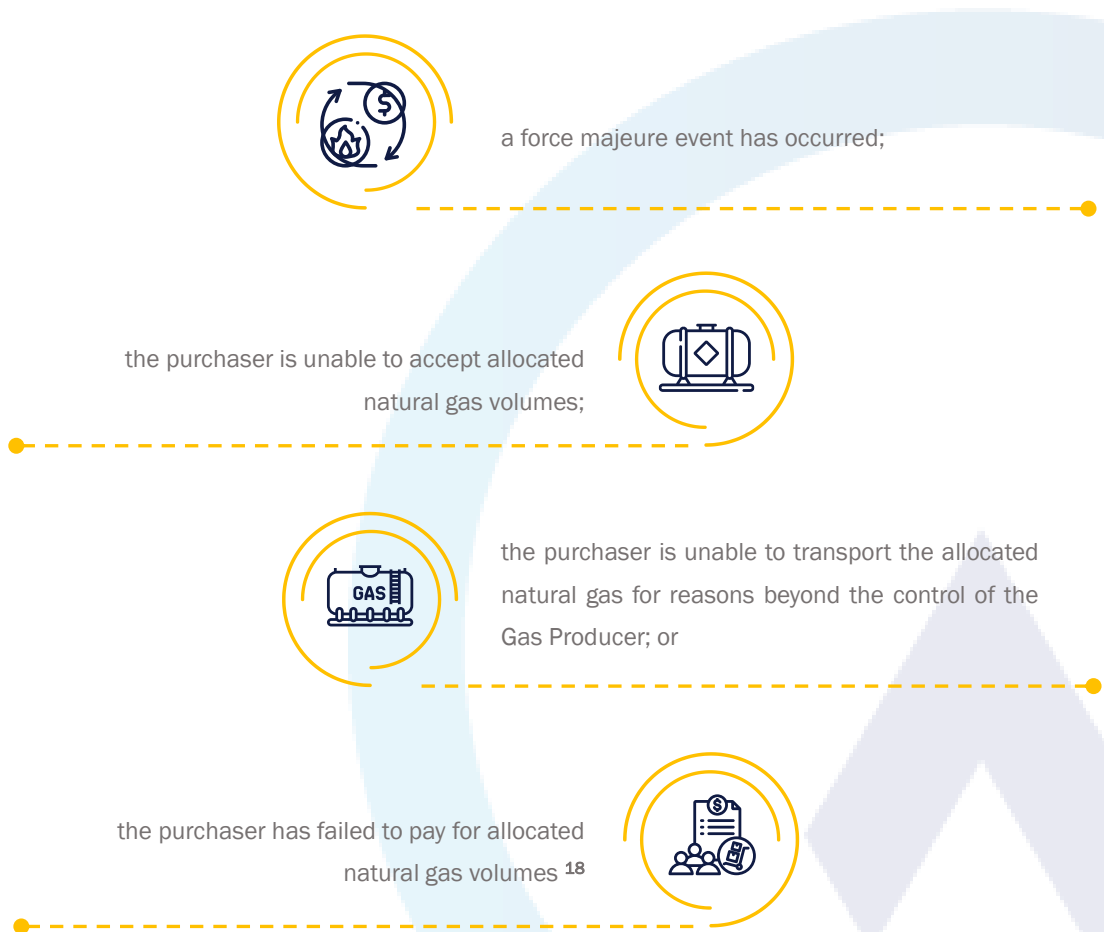 $
a force majeure event has occurred;
the purchaser is unable to accept allocated
natural gas volumes;
GAS
the purchaser is unable to transport the allocated
natural gas for reasons beyond the control of the
Gas Producer; or
$
the purchaser has failed to pay for allocated
natural gas volumes 18